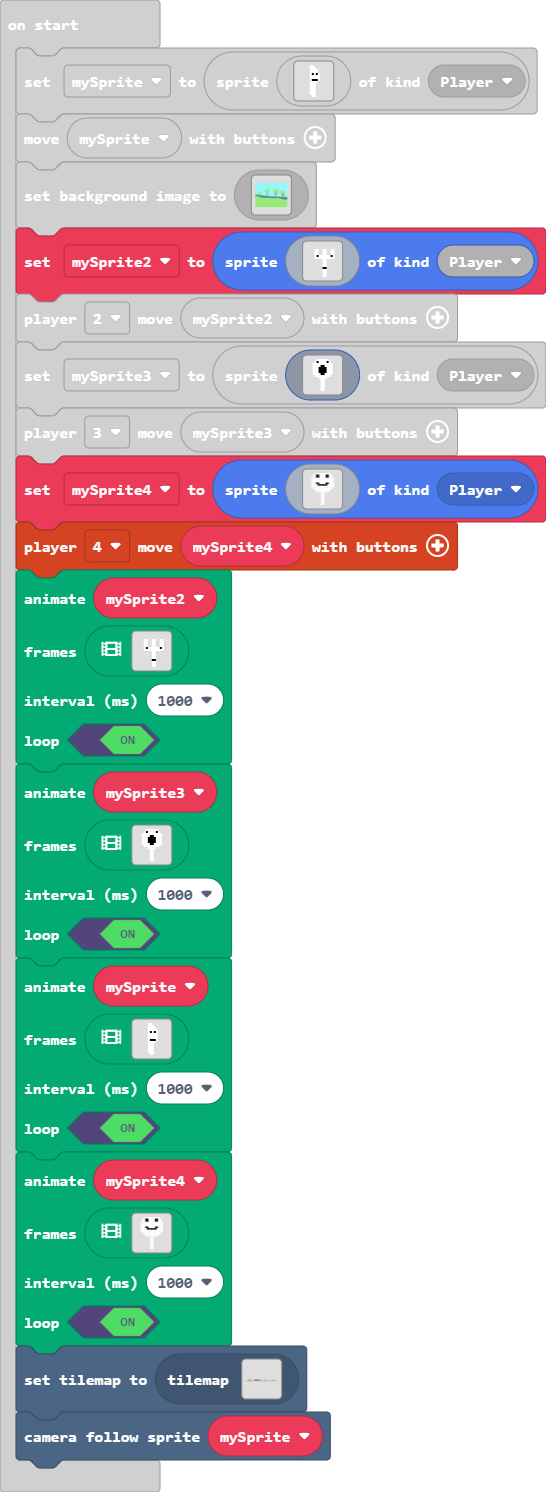 on start
set mySprite to sprite of kind Player
move mySprite with buttons
set background image to
set mySprite2 to sprite of kind Player
player 2 move mySprite2 with buttons
set mySprite3 to sprite of kind Player
player 3 move mySprite3 with buttons
set mySprite4 to sprite of kind Player
player 4 move mySprite4 with buttons
animate mySprite2
frames
interval (ms) 1000
loop ON
animate mySprite3
frames
interval (ms) 1000
loop ON
animate mySprite
frames
interval (ms) 1000
loop ON
animate mySprite4
frames
interval (ms) 1000
loop ON
set tilemap to tilemap
camera follow sprite mySprite